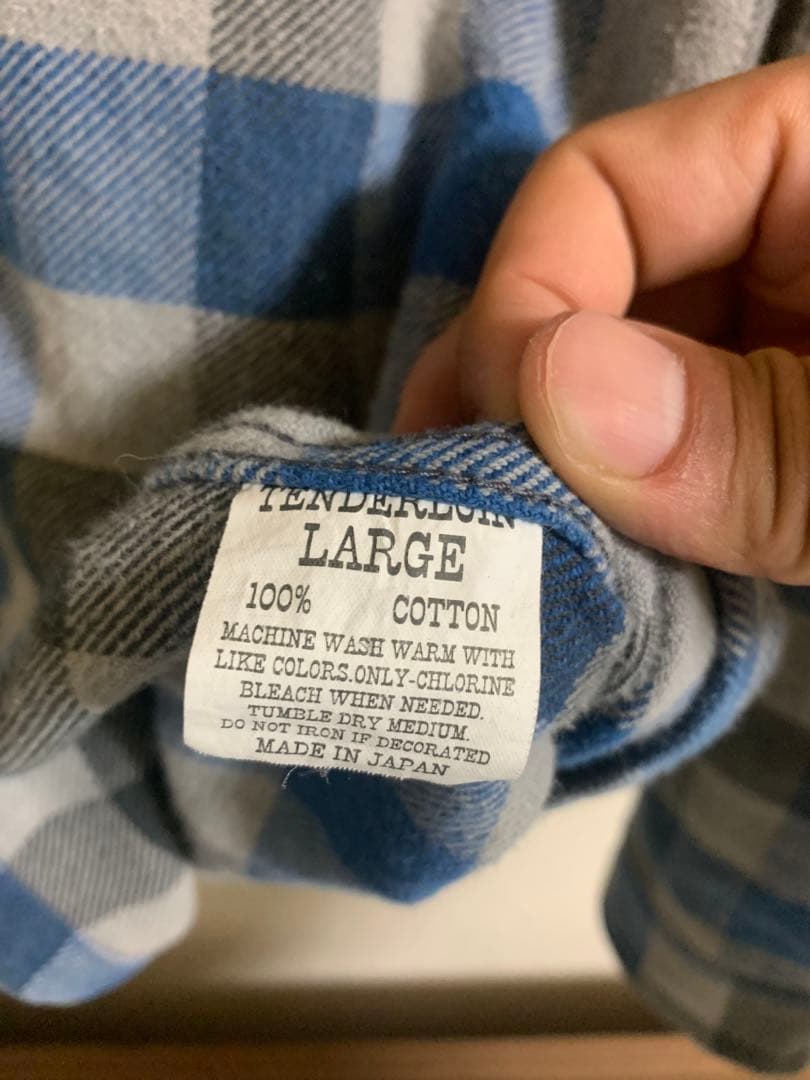 TENDERLOIN
LARGE
100% COTTON
MACHINE WASH WARM WITH
LIKE COLORS.ONLY-CHLORINE
BLEACH WHEN NEEDED.
TUMBLE DRY MEDIUM.
DO NOT IRON IF DECORATED
MADE IN JAPAN